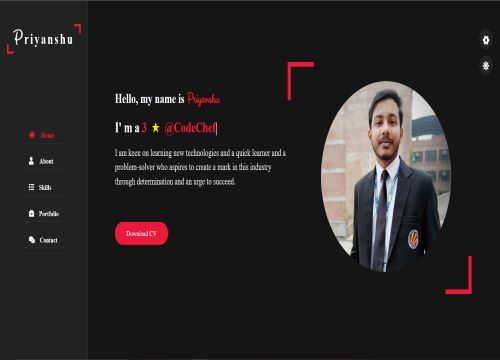 Priyanshu
Home
About
Skills
Portfolio
Contact
Hello, my name is Priyanshu
I' m a 3 ★ @CodeChef|
I am keen on learning new technologies and a quick learner and a
problem-solver who aspires to create a mark in this industry
through determination and an urge to succeed.
Download CV